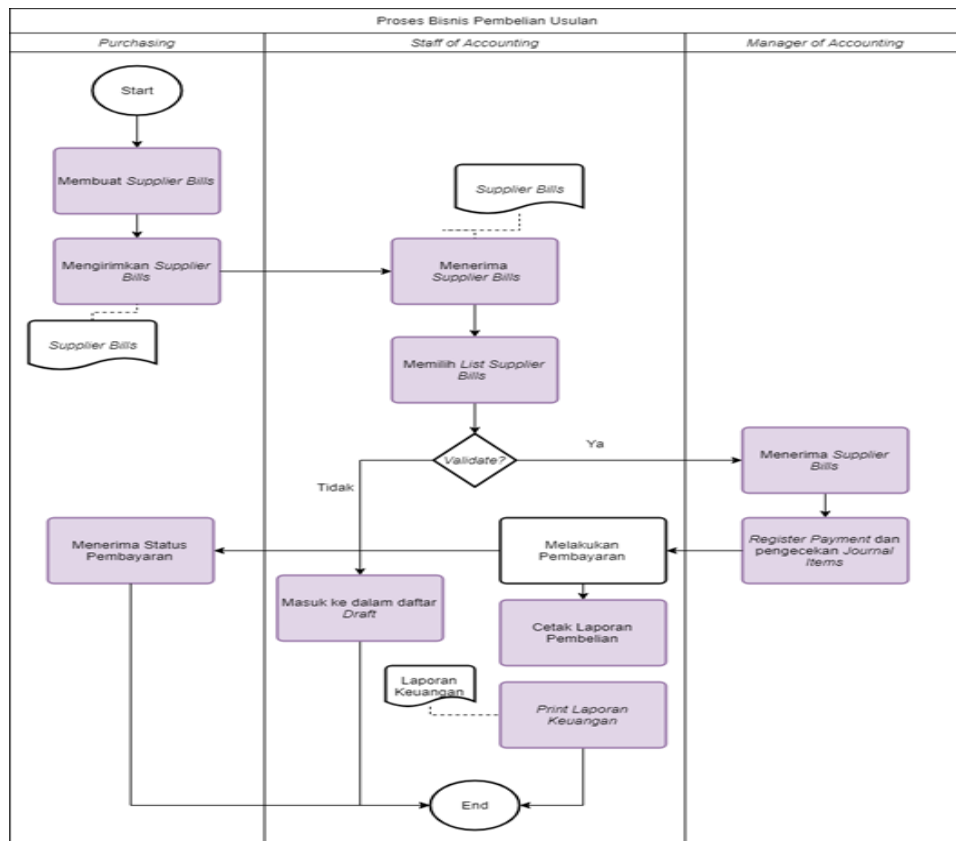 Proses Bisnis Pembelian Usulan
Purchasing
Staff of Accounting
Manager of Accounting
Start
Membuat Supplier Bills
Supplier Bills
Mengirimkan Supplier
Bills
Menerima
Supplier Bills
Supplier Bills
Memilih List Supplier
Bills
Validate?
Ya
Tidak
Menerima Supplier
Bills
Menerima Status
Pembayaran
Melakukan
Pembayaran
Register Payment dan
pengecekan Journal
Items
Masuk ke dalam daftar
Draft
Cetak Laporan
Pembelian
Laporan
Keuangan
Print Laporan
Keuangan
End